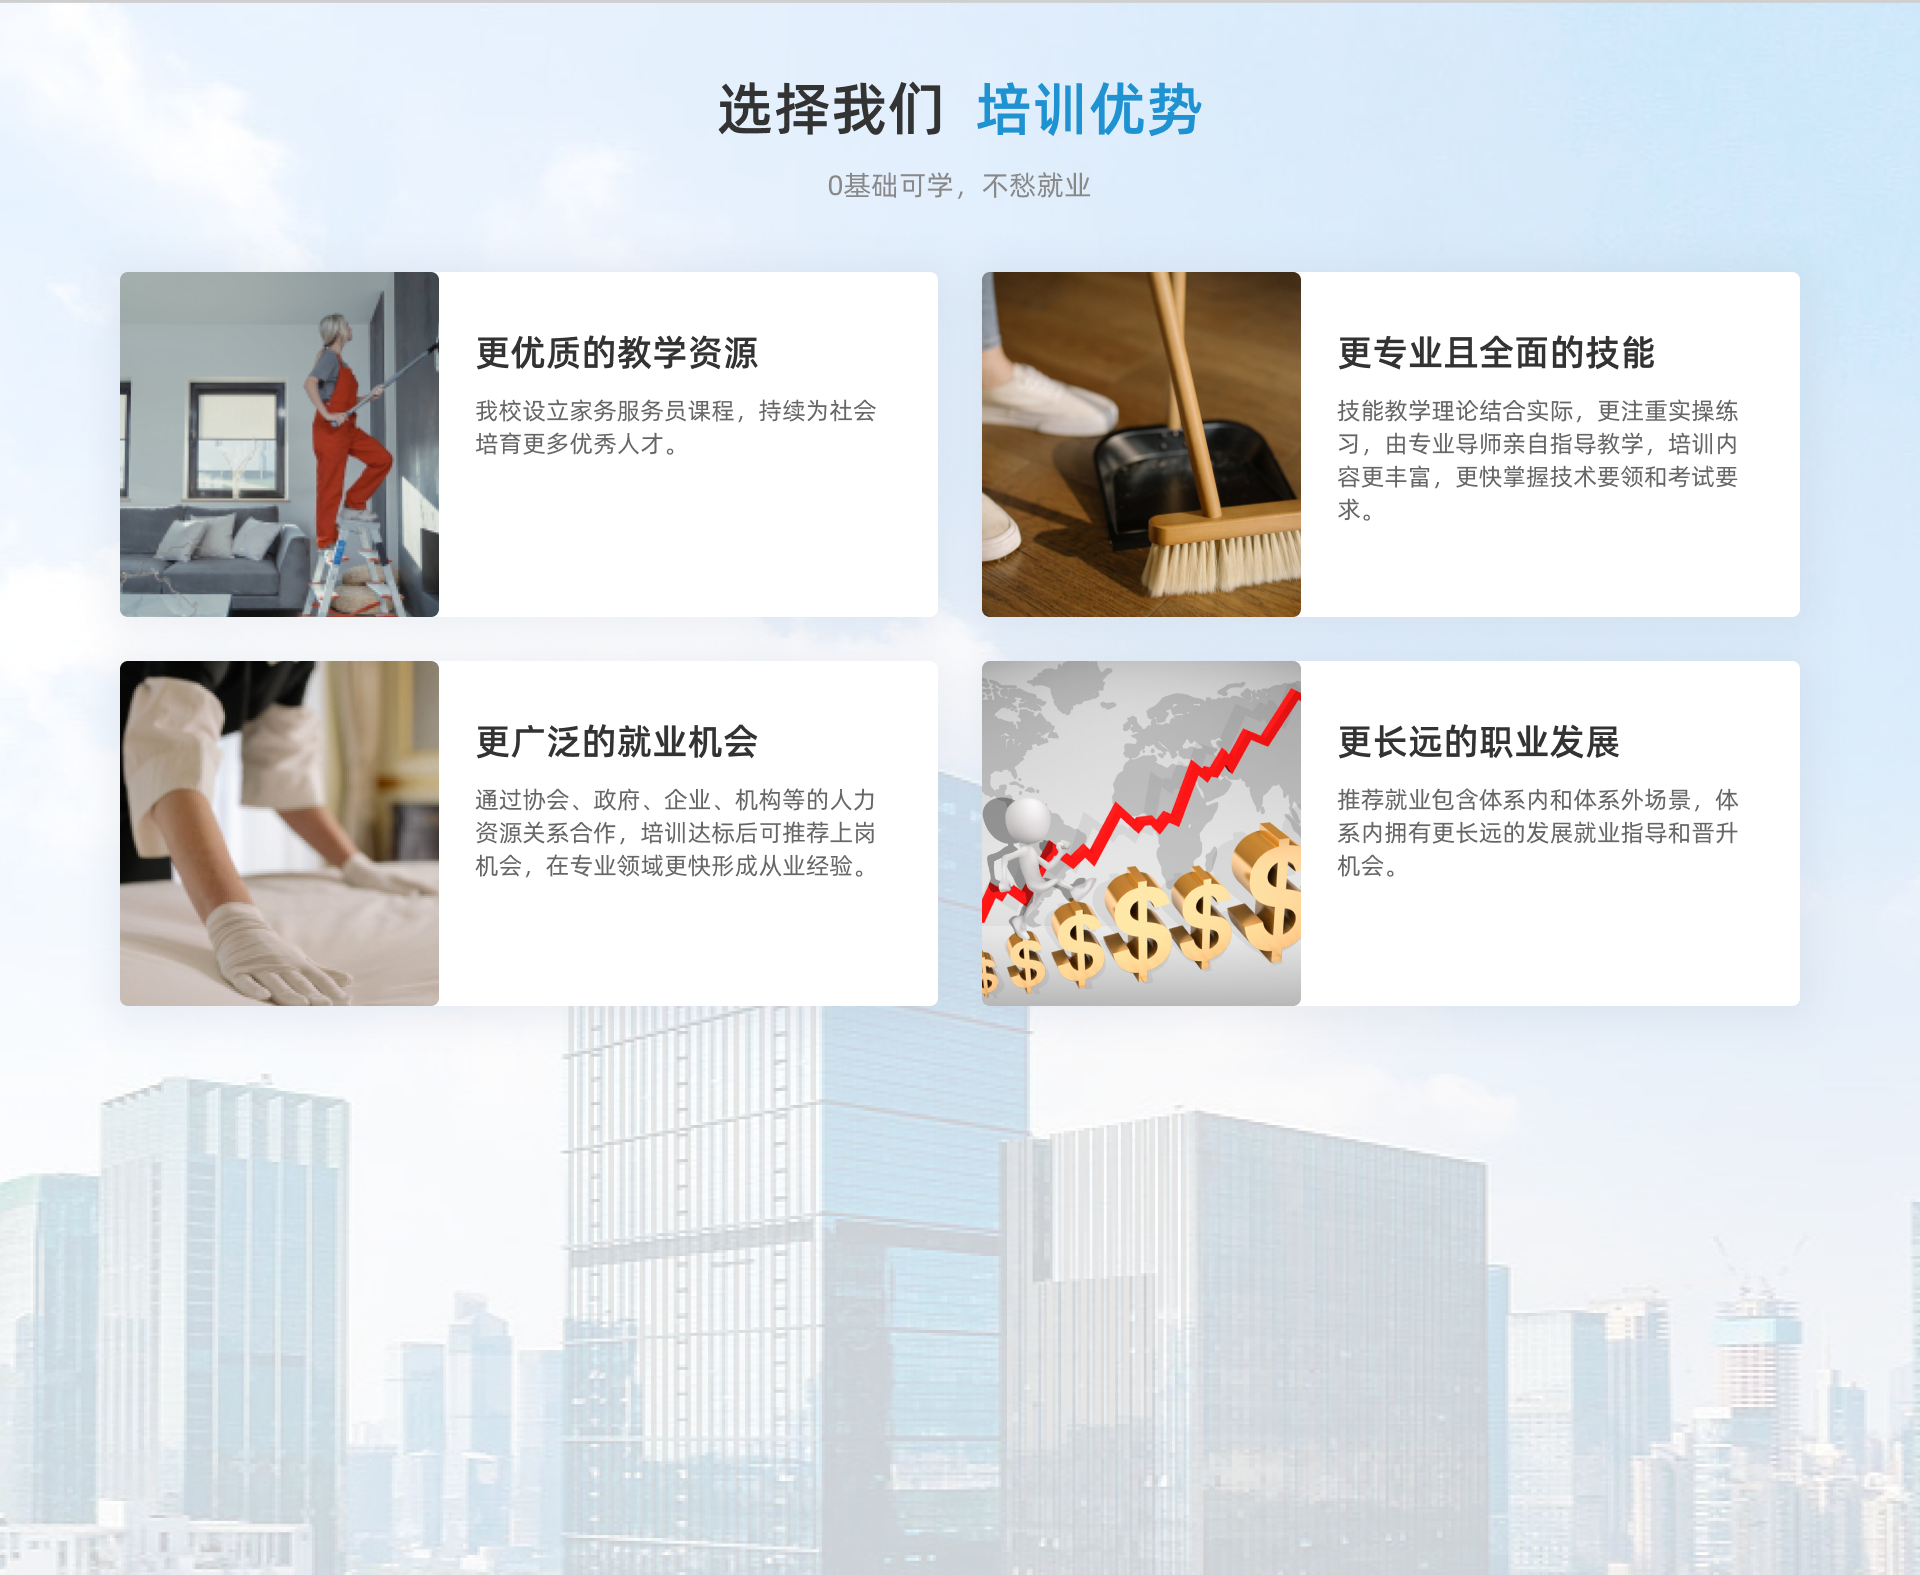 选择我们 培训优势
0基础可学，不愁就业
更优质的教学资源
我校设立家务服务员课程，持续为社会
培育更多优秀人才。
更专业且全面的技能
技能教学理论结合实际，更注重实操练
习，由专业导师亲自指导教学，培训内
容更丰富，更快掌握技术要领和考试要
求。
更广泛的就业机会
通过协会、政府、企业、机构等的人力
资源关系合作，培训达标后可推荐上岗
机会，在专业领域更快形成从业经验。
更长远的职业发展
推荐就业包含体系内和体系外场景，体
系内拥有更长远的发展就业指导和晋升
机会。